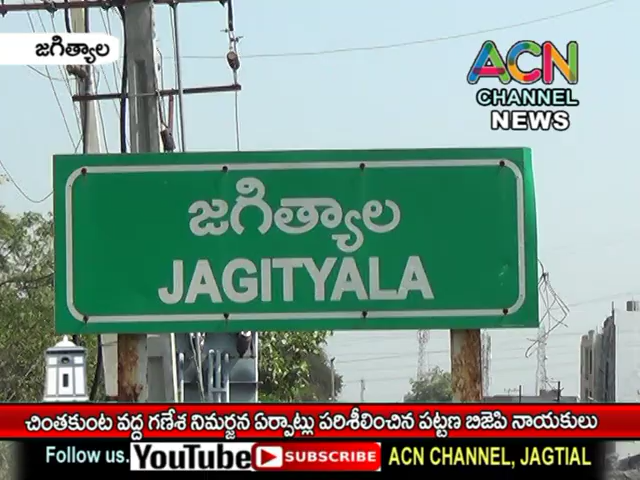 జగిత్యాల
ACN
CHANNEL
NEWS
జగిత్యాల
JAGITYALA
చింతకుంట వద్ద గణేశ నిమర్జన ఏర్పాట్లు పరిశీలించిన పట్టణ బిజెపి నాయకులు
Follow us. YouTube SUBSCRIBE ACN CHANNEL, JAGTIAL